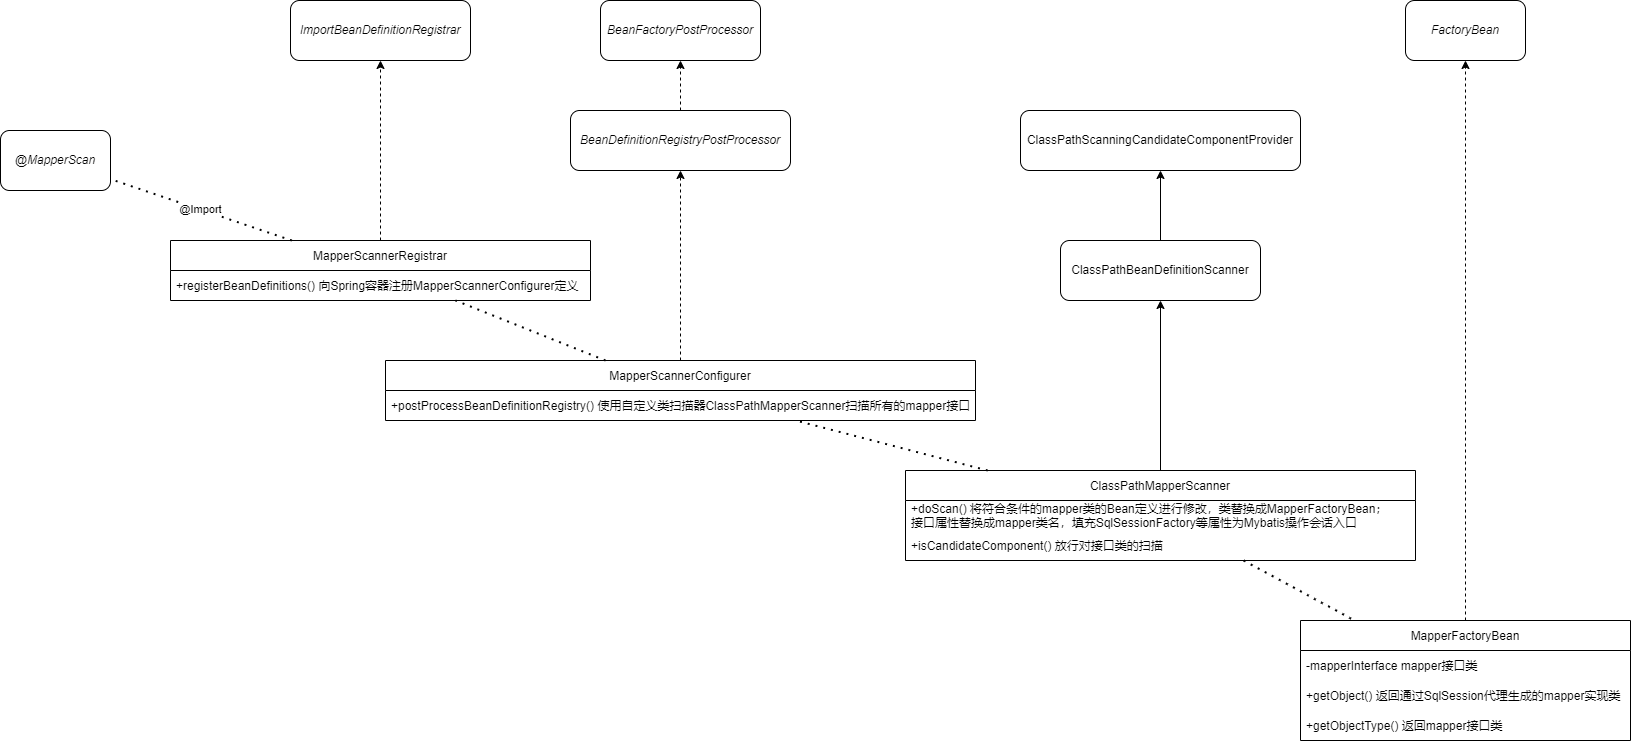 ImportBeanDefinitionRegistrar
BeanFactoryPostProcessor
FactoryBean
BeanDefinitionRegistryPostProcessor
ClassPathScanningCandidateComponentProvider
@MapperScan
@Import
MapperScannerRegistrar
+registerBeanDefinitions() 向Spring容器注册MapperScannerConfigurer定义
ClassPathBeanDefinitionScanner
MapperScannerConfigurer
+postProcessBeanDefinitionRegistry() 使用自定义类扫描器ClassPathMapperScanner扫描所有的mapper接口
ClassPathMapperScanner
+doScan() 将符合条件的mapper类的Bean定义进行修改，类替换成MapperFactoryBean；
接口属性替换成mapper类名，填充SqlSessionFactory等属性为Mybatis操作会话入口
+isCandidateComponent() 放行对接口类的扫描
MapperFactoryBean
-mapperInterface mapper接口类
+getObject() 返回通过SqlSession代理生成的mapper实现类
+getObjectType() 返回mapper接口类